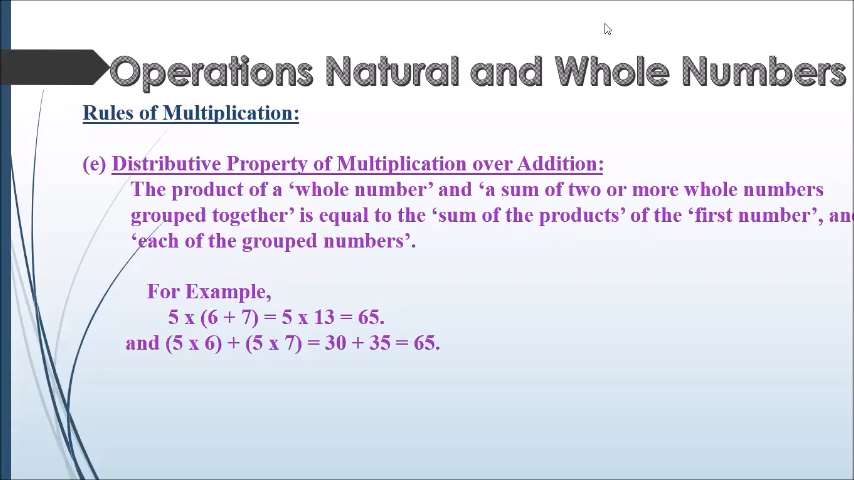 Operations Natural and Whole Numbers
Rules of Multiplication:
(e) Distributive Property of Multiplication over Addition:
The product of a ‘whole number’ and ‘a sum of two or more whole numbers
grouped together’ is equal to the ‘sum of the products’ of the ‘first number’, and
‘each of the grouped numbers’.
For Example,
5 x (6 + 7) = 5 x 13 = 65.
and (5 x 6) + (5 x 7) = 30 + 35 = 65.